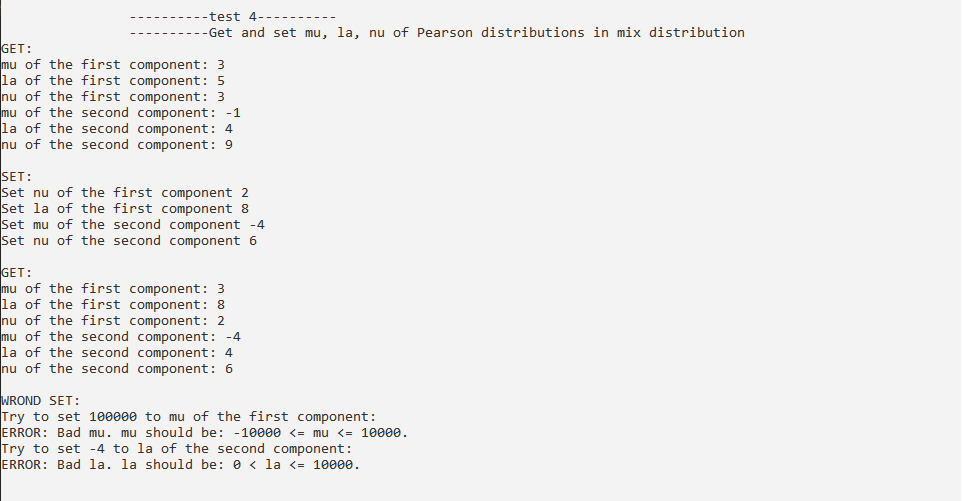 ----------test 4----------
----------Get and set mu, la, nu of Pearson distributions in mix distribution
GET:
mu of the first component: 3
la of the first component: 5
nu of the first component: 3
mu of the second component: -1
la of the second component: 4
nu of the second component: 9
SET:
Set nu of the first component 2
Set la of the first component 8
Set mu of the second component -4
Set nu of the second component 6
GET:
mu of the first component: 3
la of the first component: 8
nu of the first component: 2
mu of the second component: -4
la of the second component: 4
nu of the second component: 6
WROND SET:
Try to set 100000 to mu of the first component:
ERROR: Bad mu. mu should be: -10000 <= mu <= 10000.
Try to set -4 to la of the second component:
ERROR: Bad la. la should be: 0 < la <= 10000.